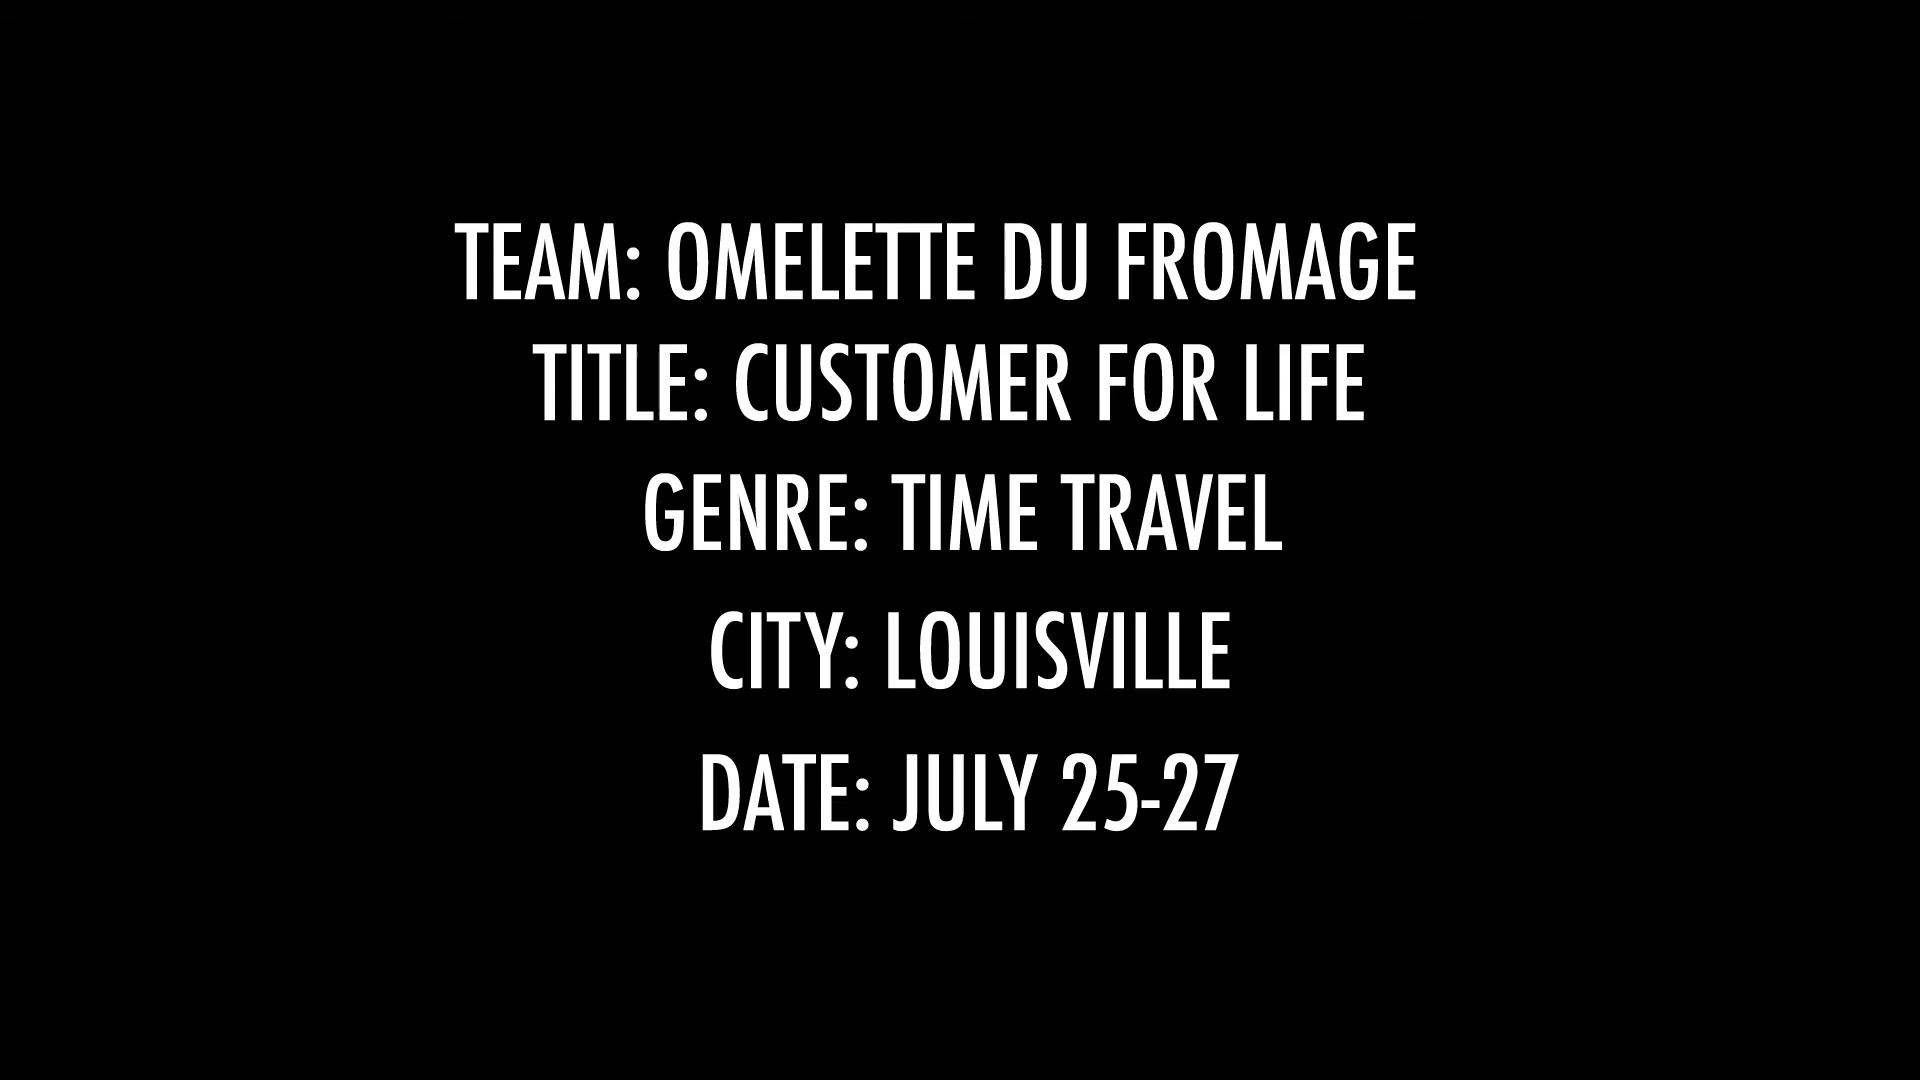 TEAM: OMELETTE DU FROMAGE
TITLE: CUSTOMER FOR LIFE
GENRE: TIME TRAVEL
CITY: LOUISVILLE
DATE: JULY 25-27